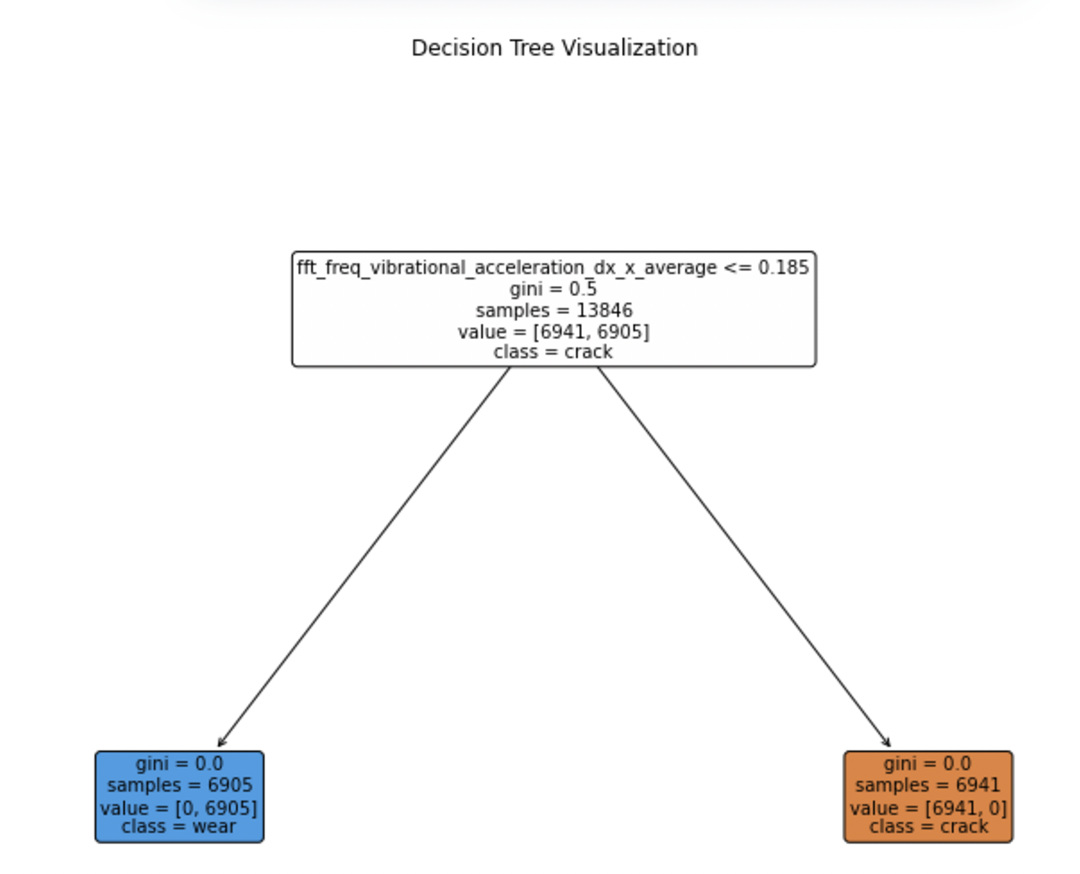 Decision Tree Visualization
fft_freq_vibrational_acceleration_dx_x_average <= 0.185
gini = 0.5
samples = 13846
value = [6941, 6905]
class = crack
gini = 0.0
samples = 6905
value = [0, 6905]
class = wear
gini = 0.0
samples = 6941
value = [6941, 0]
class = crack